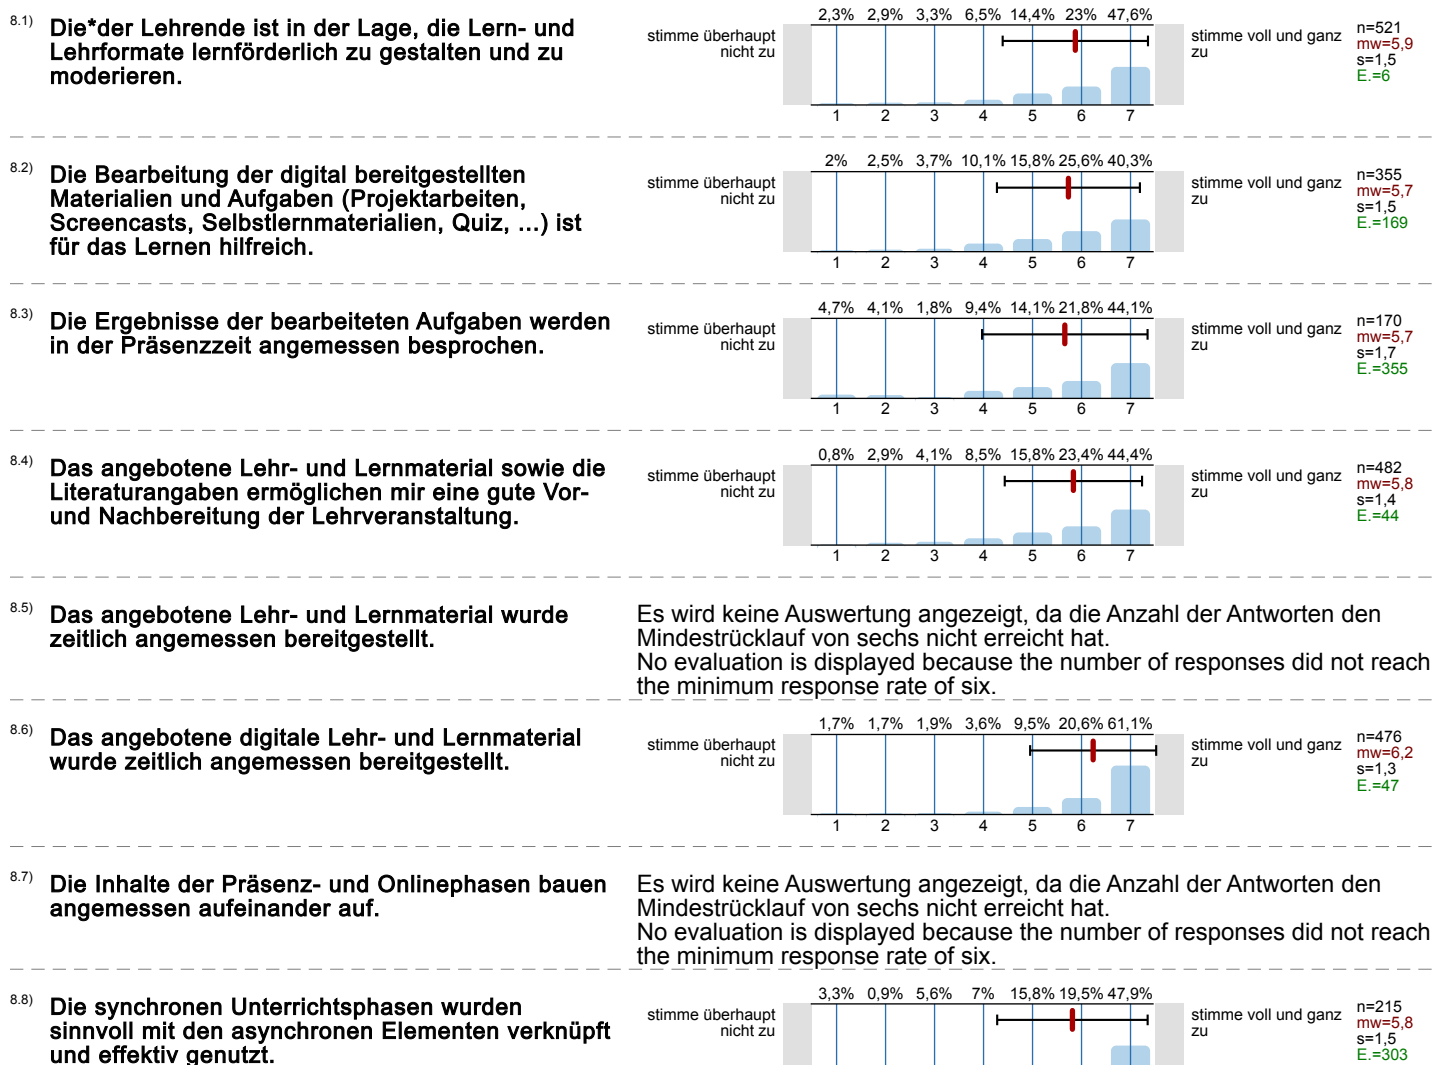 8.1) Die*der Lehrende ist in der Lage, die Lern- und
Lehrformate lernförderlich zu gestalten und zu
moderieren.
2,3% 2,9% 3,3% 6,5% 14,4% 23% 47,6%
stimme überhaupt
nicht zu
stimme voll und ganz
zu
n=521
mw=5,9
s=1,5
E.=6
1 2 3 4 5 6 7
8.2) Die Bearbeitung der digital bereitgestellten
Materialien und Aufgaben (Projektarbeiten,
Screencasts, Selbstlernmaterialien, Quiz, ...) ist
für das Lernen hilfreich.
2% 2,5% 3,7% 10,1% 15,8% 25,6% 40,3%
stimme überhaupt
nicht zu
stimme voll und ganz
zu
n=355
mw=5,7
s=1,5
E.=169
1 2 3 4 5 6 7
8.3) Die Ergebnisse der bearbeiteten Aufgaben werden
in der Präsenzzeit angemessen besprochen.
4,7% 4,1% 1,8% 9,4% 14,1% 21,8% 44,1%
stimme überhaupt
nicht zu
stimme voll und ganz
zu
n=170
mw=5,7
s=1,7
E.=355
1 2 3 4 5 6 7
8.4) Das angebotene Lehr- und Lernmaterial sowie die
Literaturangaben ermöglichen mir eine gute Vor-
und Nachbereitung der Lehrveranstaltung.
0,8% 2,9% 4,1% 8,5% 15,8% 23,4% 44,4%
stimme überhaupt
nicht zu
stimme voll und ganz
zu
n=482
mw=5,8
s=1,4
E.=44
1 2 3 4 5 6 7
8.5) Das angebotene Lehr- und Lernmaterial wurde
zeitlich angemessen bereitgestellt.
Es wird keine Auswertung angezeigt, da die Anzahl der Antworten den
Mindestrücklauf von sechs nicht erreicht hat.
No evaluation is displayed because the number of responses did not reach
the minimum response rate of six.
8.6) Das angebotene digitale Lehr- und Lernmaterial
wurde zeitlich angemessen bereitgestellt.
1,7% 1,7% 1,9% 3,6% 9,5% 20,6% 61,1%
stimme überhaupt
nicht zu
stimme voll und ganz
zu
n=476
mw=6,2
s=1,3
E.=47
1 2 3 4 5 6 7
8.7) Die Inhalte der Präsenz- und Onlinephasen bauen
angemessen aufeinander auf.
Es wird keine Auswertung angezeigt, da die Anzahl der Antworten den
Mindestrücklauf von sechs nicht erreicht hat.
No evaluation is displayed because the number of responses did not reach
the minimum response rate of six.
8.8) Die synchronen Unterrichtsphasen wurden
sinnvoll mit den asynchronen Elementen verknüpft
und effektiv genutzt.
3,3% 0,9% 5,6% 7% 15,8% 19,5% 47,9%
stimme überhaupt
nicht zu
stimme voll und ganz
zu
n=215
mw=5,8
s=1,5
E.=303